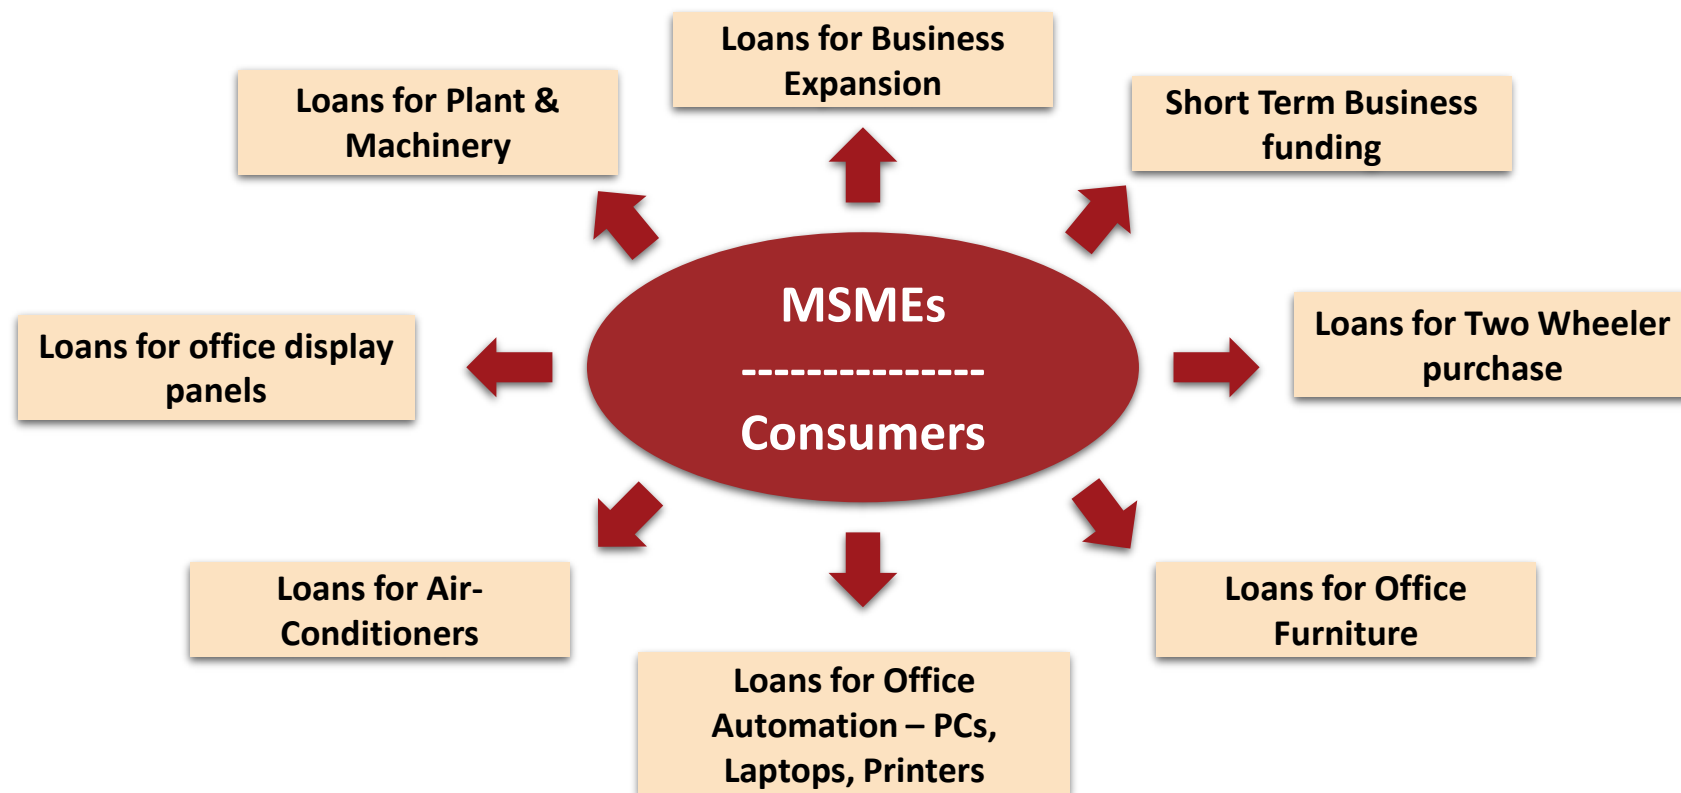 Loans for Business
Expansion
Loans for Plant &
Machinery
Short Term Business
funding
MSMEs
---------------
Consumers
Loans for office display
panels
Loans for Two Wheeler
purchase
Loans for Air-
Conditioners
Loans for Office
Furniture
Loans for Office
Automation – PCs,
Laptops, Printers